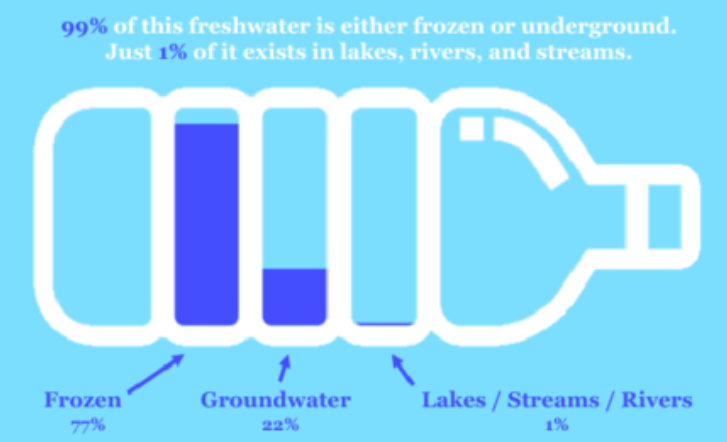 99% of this freshwater is either frozen or underground.
Just 1% of it exists in lakes, rivers, and streams.
Frozen
77%
Groundwater
22%
Lakes / Streams / Rivers
1%